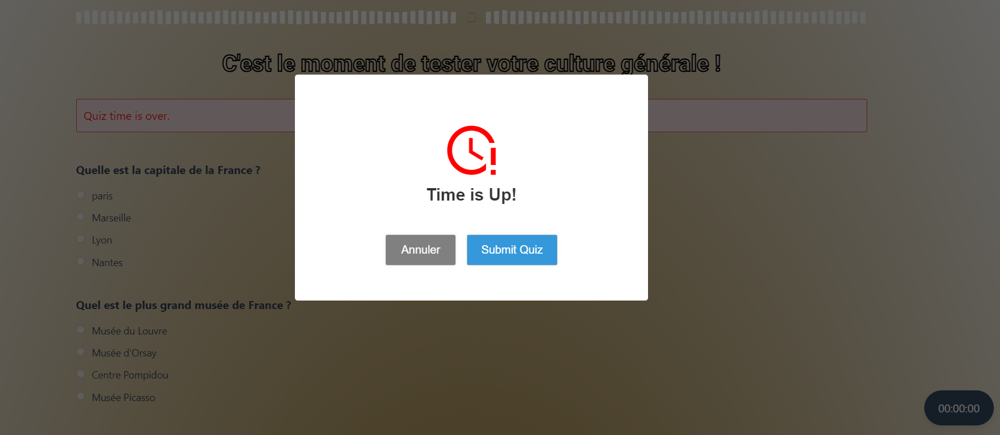 C'est le moment de tester votre culture générale !
Quiz time is over.
Time is Up!
Annuler
Submit Quiz
Quelle est la capitale de la France ?
paris
Marseille
Lyon
Nantes
Quel est le plus grand musée de France ?
Musée du Louvre
Musée d'Orsay
Centre Pompidou
Musée Picasso
00:00:00